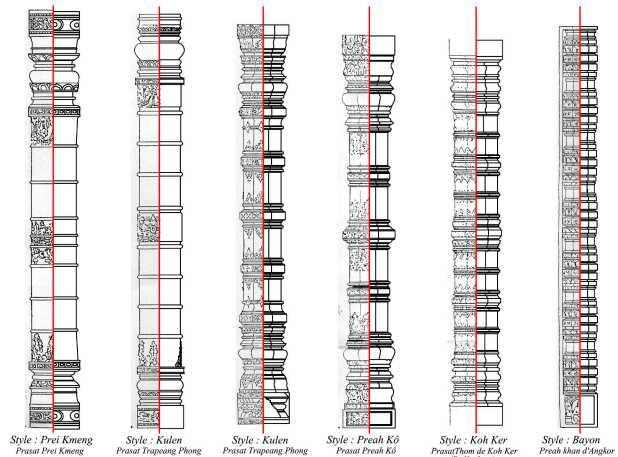 Style : Prei Kmeng
Prasat Prei Kmeng
Style : Kulen
Prasat Trapeang Phong
Style : Kulen
Prasat Trapeang Phong
Style : Preah Kô
Prasat Preah Kô
Style : Koh Ker
PrasatThom de Koh Ker
Style : Bayon
Preah khan d'Angkor